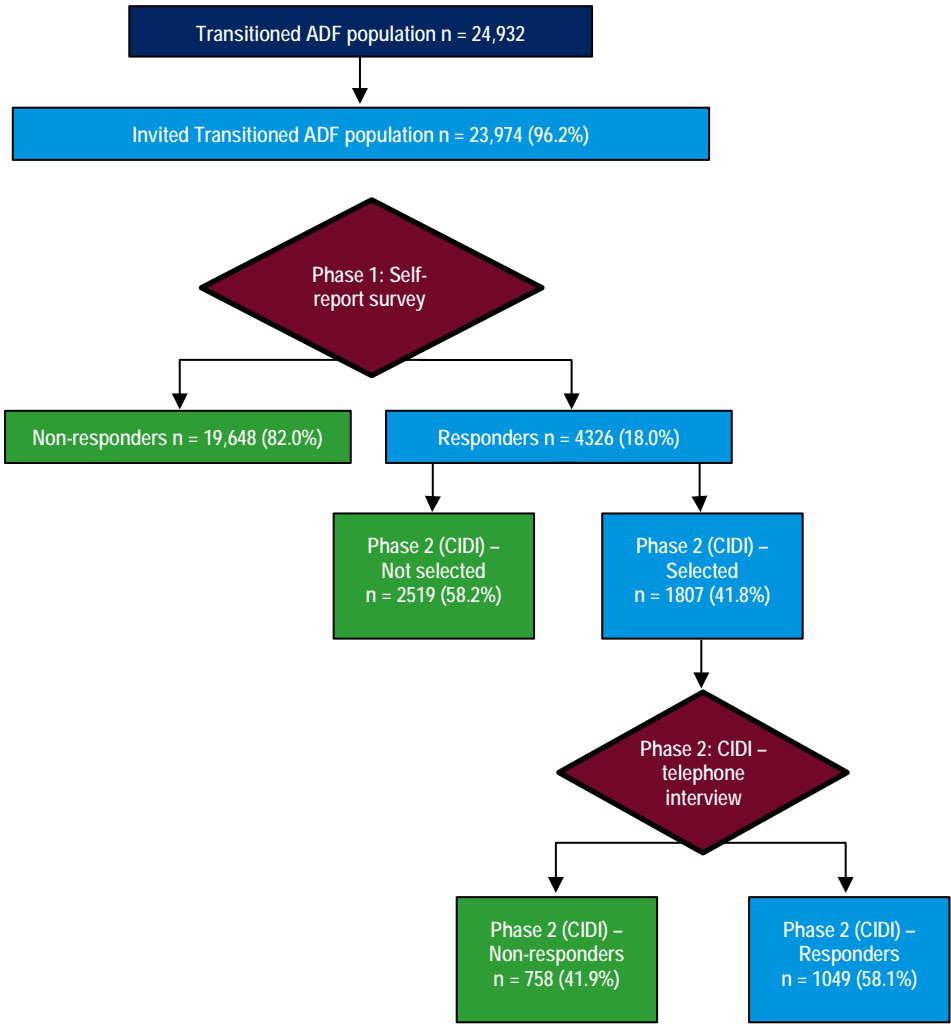 Transitioned ADF population n = 24,932
Invited Transitioned ADF population n = 23,974 (96.2%)
Phase 1: Self-
report survey
Non-responders n = 19,648 (82.0%)
Responders n = 4326 (18.0%)
Phase 2 (CIDI) –
Not selected
n = 2519 (58.2%)
Phase 2 (CIDI) –
Selected
n = 1807 (41.8%)
Phase 2: CIDI –
telephone
interview
Phase 2 (CIDI) –
Non-responders
n = 758 (41.9%)
Phase 2 (CIDI) –
Responders
n = 1049 (58.1%)